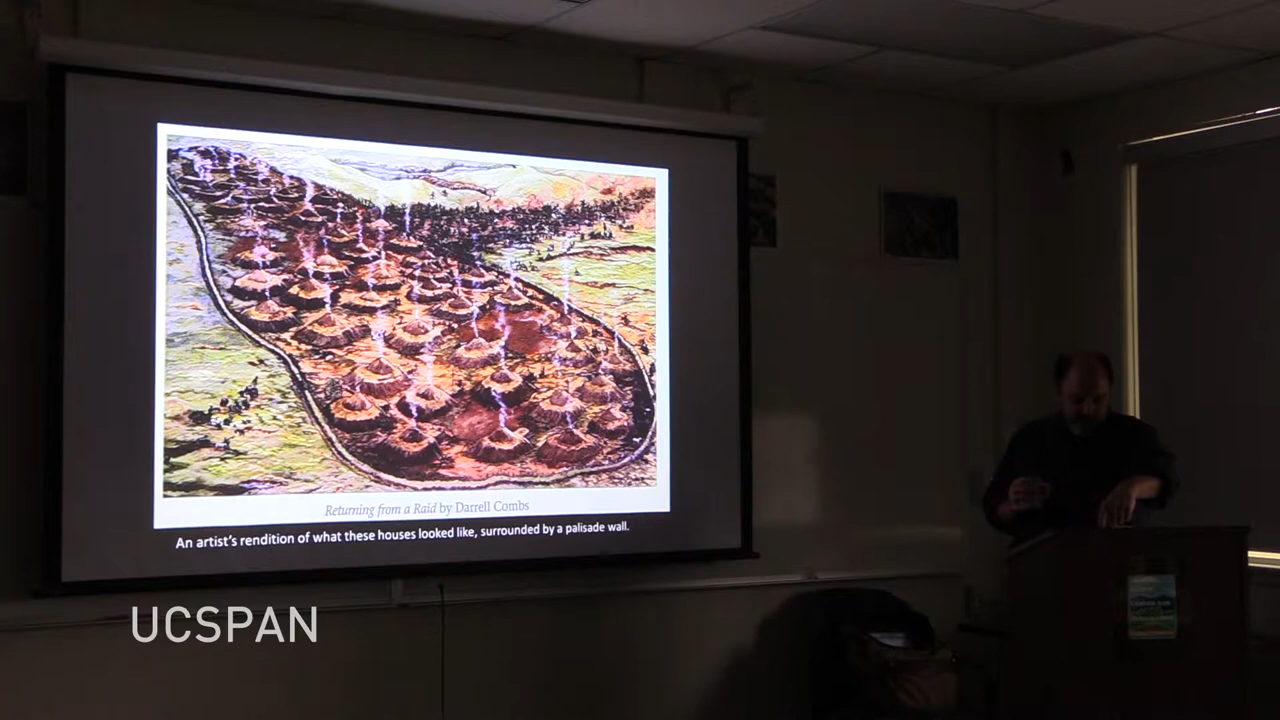 Returning from a Raid by Darrell Combs
An artist's rendition of what these houses looked like, surrounded by a palisade wall.
UCSPAN